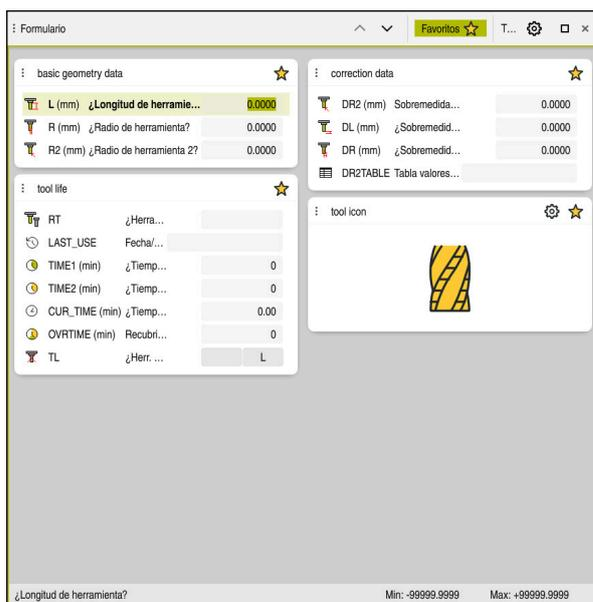 Formulario
Favoritos
T...
basic geometry data
L (mm) ¿Longitud de herramie... 0.0000
R (mm) ¿Radio de herramienta? 0.0000
R2 (mm) ¿Radio de herramienta 2? 0.0000
tool life
RT ¿Herra...
LAST_USE Fecha/...
TIME1 (min) ¿Tiemp... 0
TIME2 (min) ¿Tiemp... 0
CUR_TIME (min) ¿Tiemp... 0.00
OVRTIME (min) Recubri... 0
TL ¿Herr. ... L
correction data
DR2 (mm) Sobremedida... 0.0000
DL (mm) ¿Sobremedid... 0.0000
DR (mm) ¿Sobremedid... 0.0000
DR2TABLE Tabla valores...
tool icon
¿Longitud de herramienta? Min: -99999.9999 Max: +99999.9999